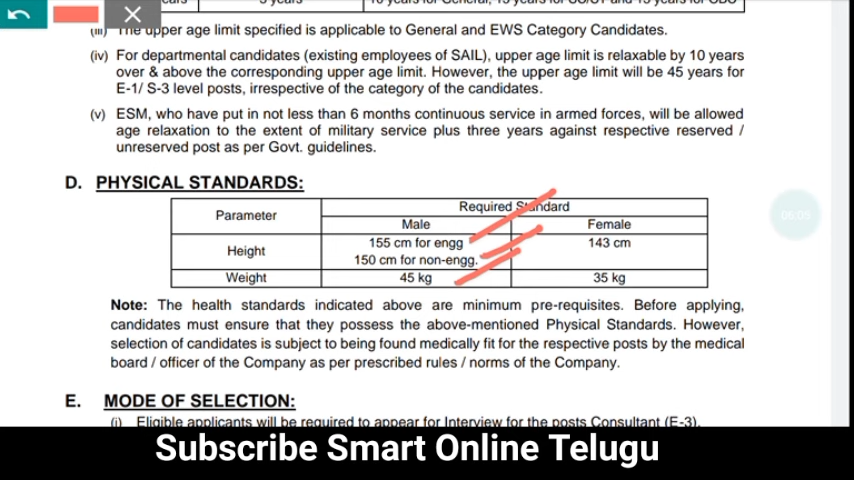 5 years
(iii) The upper age limit specified is applicable to General and EWS Category Candidates.
(iv) For departmental candidates (existing employees of SAIL), upper age limit is relaxable by 10 years
over & above the corresponding upper age limit. However, the upper age limit will be 45 years for
E-1/ S-3 level posts, irrespective of the category of the candidates.
(v) ESM, who have put in not less than 6 months continuous service in armed forces, will be allowed
age relaxation to the extent of military service plus three years against respective reserved /
unreserved post as per Govt. guidelines.
D. PHYSICAL STANDARDS:
Parameter Required Standard
Male Female
Height 155 cm for engg 143 cm
150 cm for non-engg.
Weight 45 kg 35 kg
06:09
Note: The health standards indicated above are minimum pre-requisites. Before applying,
candidates must ensure that they possess the above-mentioned Physical Standards. However,
selection of candidates is subject to being found medically fit for the respective posts by the medical
board / officer of the Company as per prescribed rules / norms of the Company.
E. MODE OF SELECTION:
(i) Eligible applicants will be required to appear for Interview for the posts Consultant (E-3).
Subscribe Smart Online Telugu